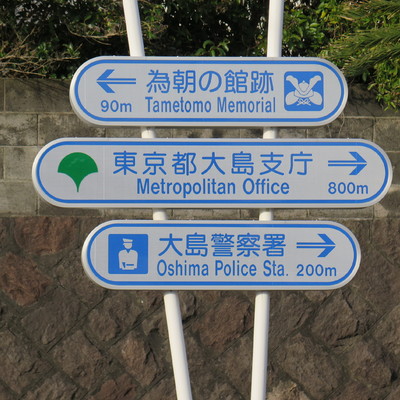 為朝の館跡
90m Tametomo Memorial
東京都大島支庁
Metropolitan Office 800m
大島警察署
Oshima Police Sta. 200m